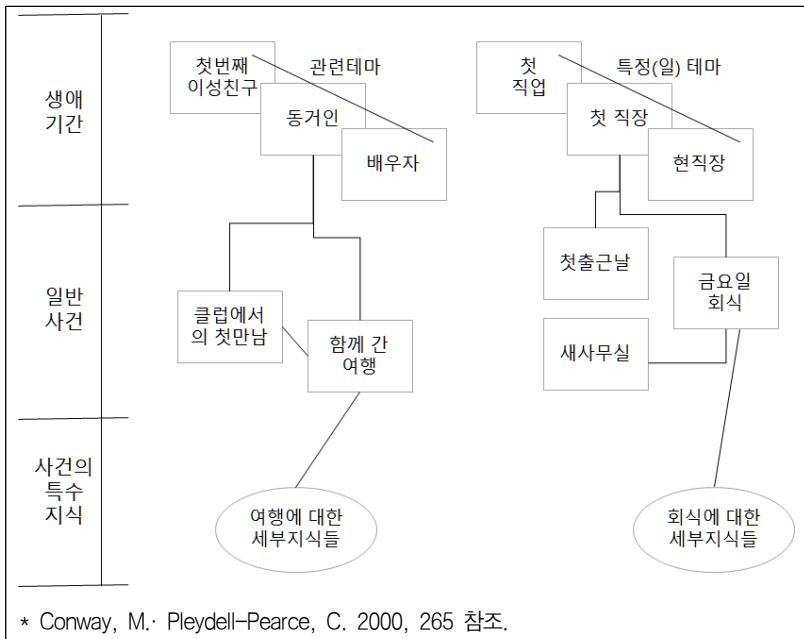 생애
기간
첫번째
이성친구
관련테마
동거인
배우자
첫
직업
특정(일) 테마
첫 직장
현직장
일반
사건
클럽에서
의 첫만남
함께 간
여행
첫출근날
금요일
회식
새사무실
사건의
특수
지식
여행에 대한
세부지식들
회식에 대한
세부지식들
* Conway, M.· Pleydell-Pearce, C. 2000, 265 참조.